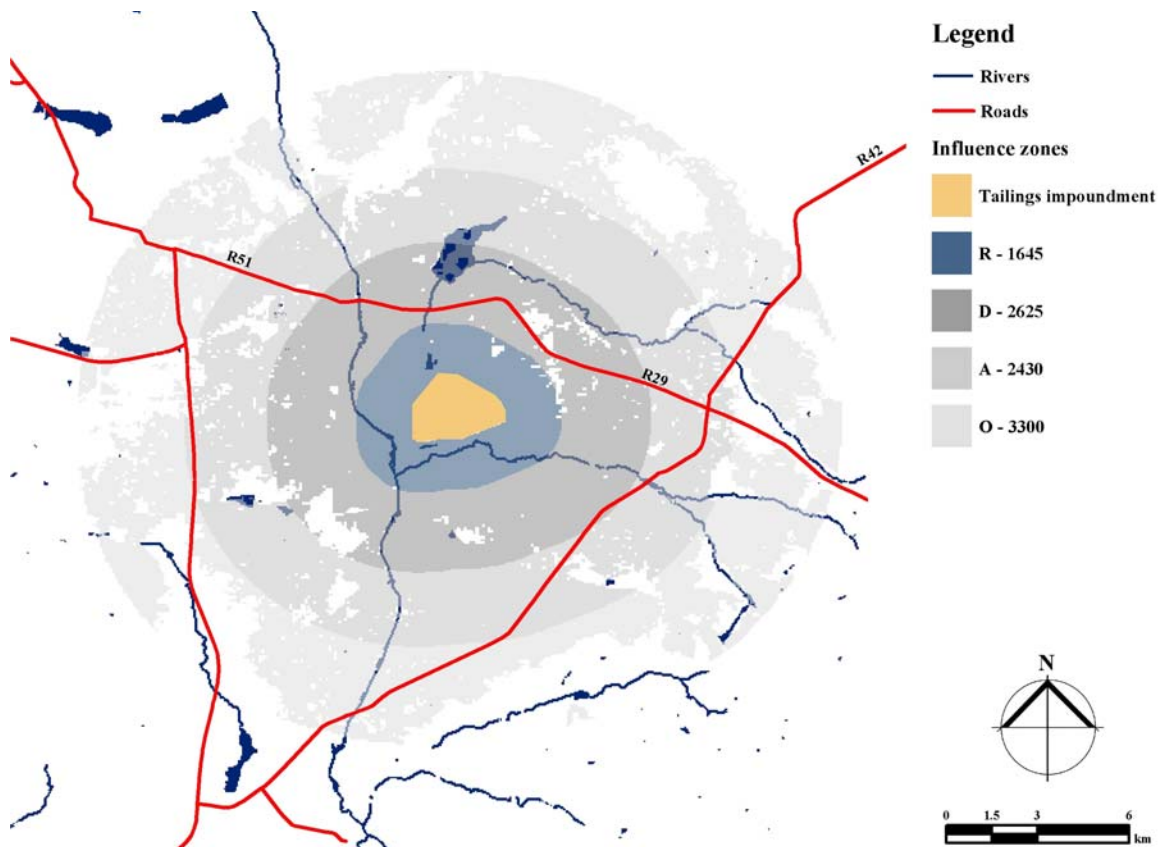 Legend
Rivers
Roads
Influence zones
Tailings impoundment
R - 1645
D - 2625
A - 2430
O - 3300
R42
R51
R29
N
0 1.5 3 6
km